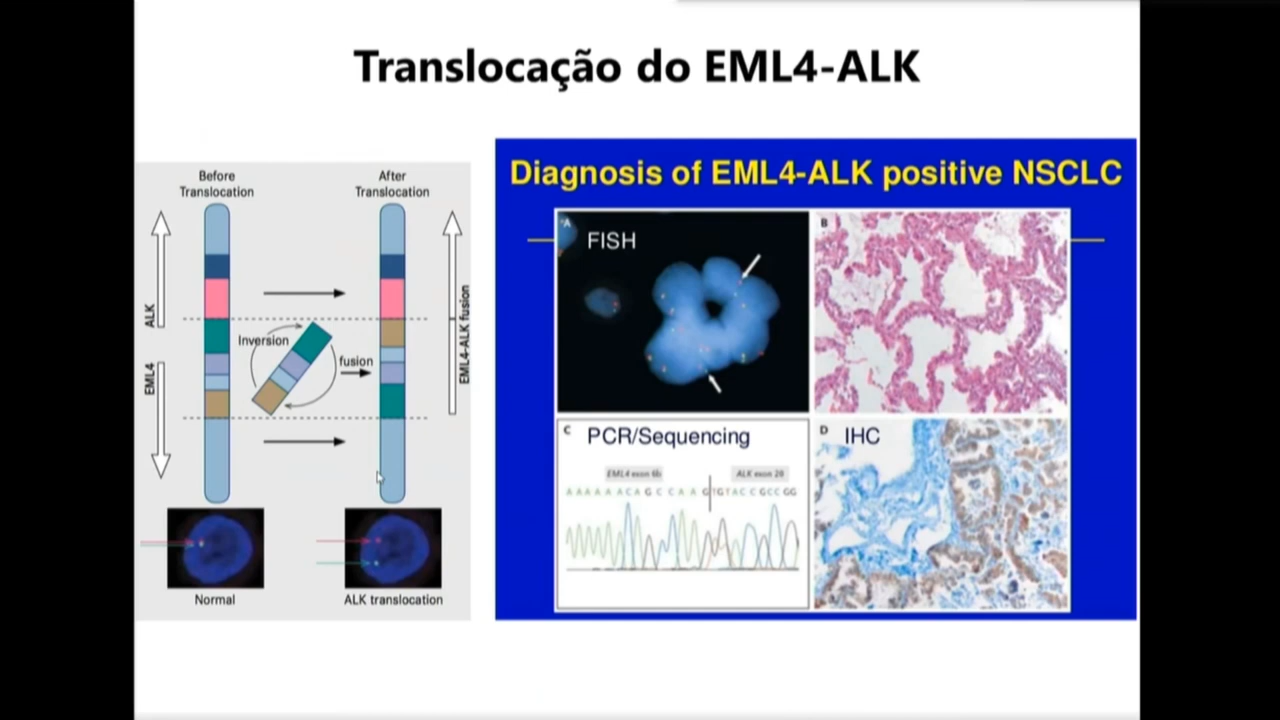 Translocação do EML4-ALK
Before
Translocation
After
Translocation
ALK
EML4
Inversion
fusion
EML4-ALK fusion
Normal
ALK translocation
Diagnosis of EML4-ALK positive NSCLC
A
FISH
B
C
PCR/Sequencing
EML4 exon 6b
ALK exon 20
A A A A A A C A G C C A A G T G T A C C G C C G G
D
IHC